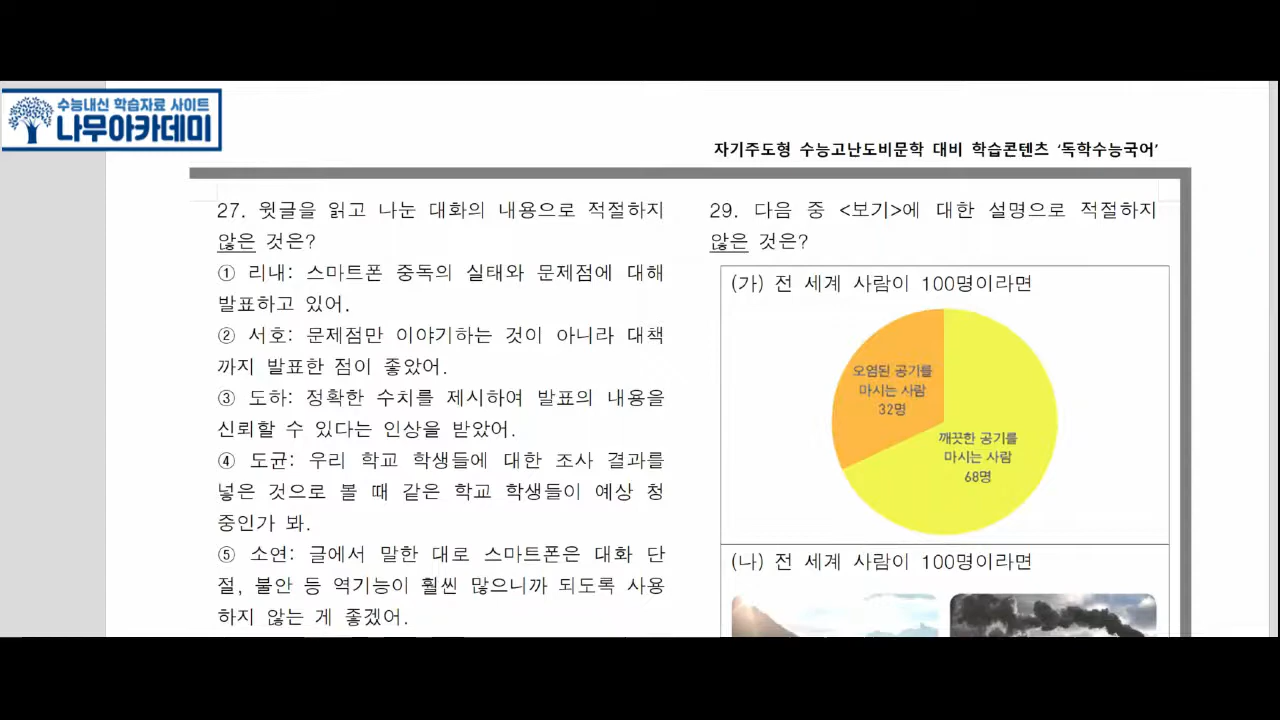 수능내신 학습자료 사이트
나무아카데미
자기주도형 수능고난도비문학 대비 학습콘텐츠 '독학수능국어'
27. 윗글을 읽고 나눈 대화의 내용으로 적절하지
않은 것은?
① 리내: 스마트폰 중독의 실태와 문제점에 대해
발표하고 있어.
② 서호: 문제점만 이야기하는 것이 아니라 대책
까지 발표한 점이 좋았어.
③ 도하: 정확한 수치를 제시하여 발표의 내용을
신뢰할 수 있다는 인상을 받았어.
④ 도균: 우리 학교 학생들에 대한 조사 결과를
넣은 것으로 볼 때 같은 학교 학생들이 예상 청
중인가 봐.
⑤ 소연: 글에서 말한 대로 스마트폰은 대화 단
절, 불안 등 역기능이 훨씬 많으니까 되도록 사용
하지 않는 게 좋겠어.
29. 다음 중 <보기>에 대한 설명으로 적절하지
않은 것은?
(가) 전 세계 사람이 100명이라면
오염된 공기를
마시는 사람
32명
깨끗한 공기를
마시는 사람
68명
(나) 전 세계 사람이 100명이라면